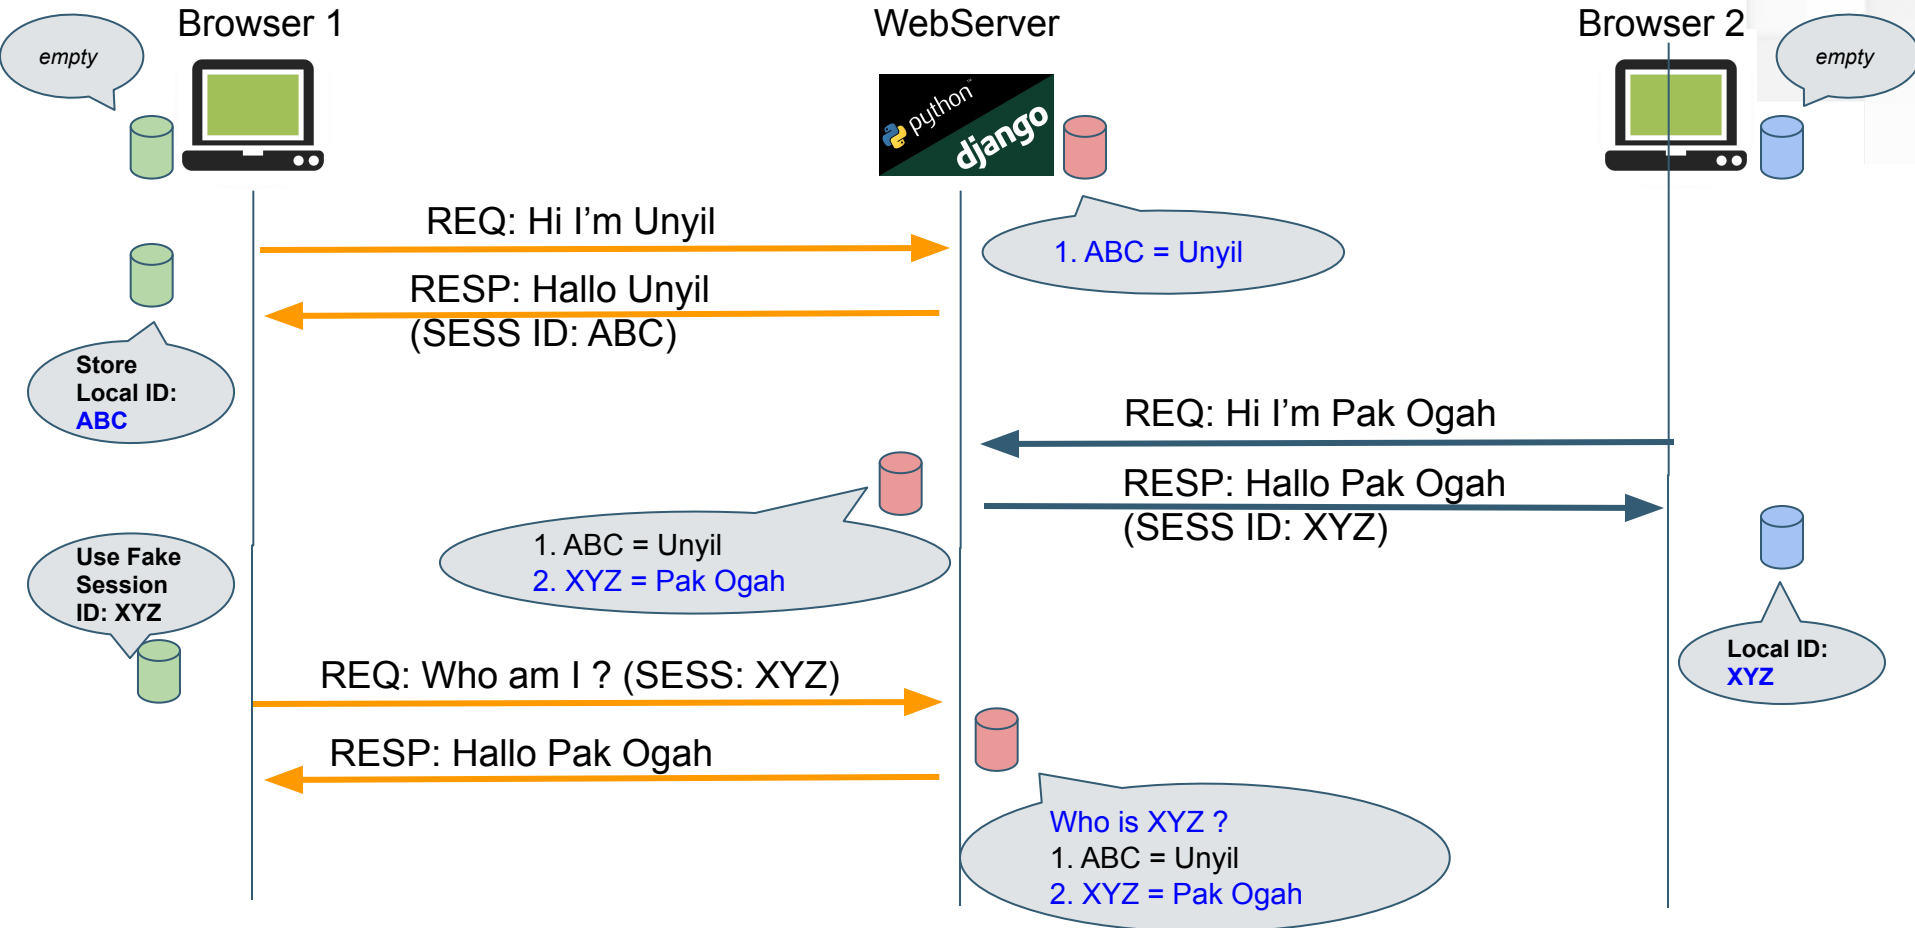 Browser 1
WebServer
Browser 2
empty
empty
python™
django
REQ: Hi I’m Unyil
1. ABC = Unyil
RESP: Hallo Unyil
(SESS ID: ABC)
Store
Local ID:
ABC
REQ: Hi I’m Pak Ogah
RESP: Hallo Pak Ogah
(SESS ID: XYZ)
1. ABC = Unyil
2. XYZ = Pak Ogah
Use Fake
Session
ID: XYZ
Local ID:
XYZ
REQ: Who am I ? (SESS: XYZ)
RESP: Hallo Pak Ogah
Who is XYZ ?
1. ABC = Unyil
2. XYZ = Pak Ogah